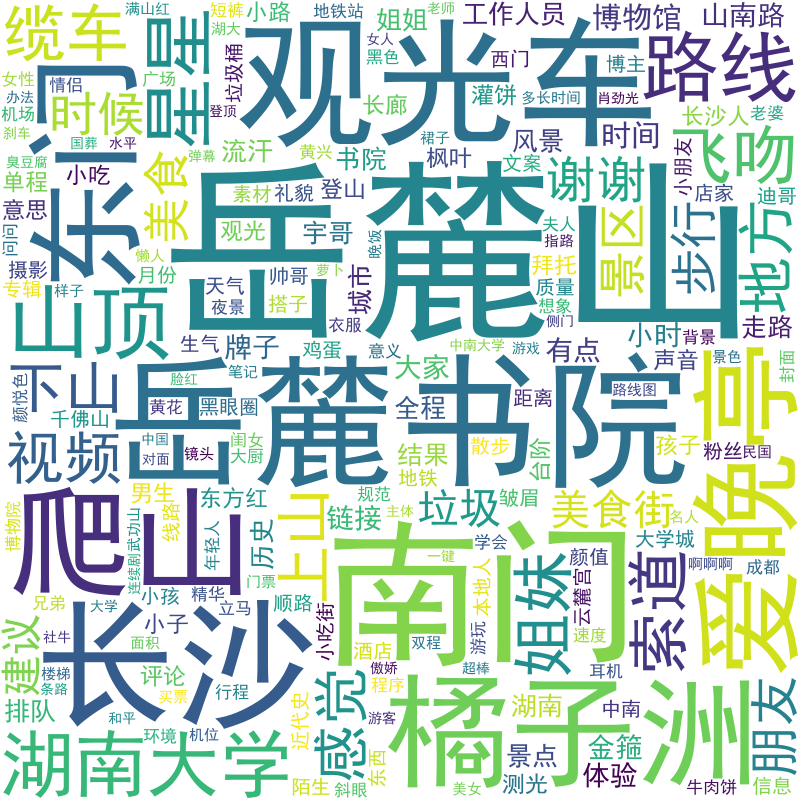 满山红 短裤 小路 地铁站 姐姐 工作人员 博物馆 山南路
缆车 湖大 垃圾桶 女人 老师
女性 情侣 广场 观光车 黑色 西门 博主 路线
办法 时候 星星 长廊 灌饼 多长时间 肖劲光 长沙人 老婆
机场 登顶 东门 风景 时间 飞吻
刹车 国葬 水平 弹幕 黄兴 书院 裙子 枫叶 文案 小朋友
臭豆腐 小吃 流汗 谢谢 店家 迪哥
单程 美食 素材 礼貌 登山 夫人
意思 岳麓山 指路 景区 步行 地方
问问 懒人 观光 宇哥 晚饭 拜托
摄影 月份 天气 帅哥 萝卜 城市 质量
专辑 样子 夜景 搭子 衣服 想象 侧门 小时 走路
山顶 生气 牌子 鸡蛋 意义 中南大学 游戏 有点 声音 背景 景色 封面
下山 笔记 大家 路线图
颜悦色 脸红 岳麓书院 距离 爱晚亭
千佛山 黄花 黑眼圈 全程
视频 中国 镜头 闺女 结果 散步 台阶 孩子 粉丝 民国
对面 大厨 地铁
爬山 男生 东方红 规范 皱眉 美食街 名人
博物院 线路 链接 主体 垃圾
连续剧 武功山 年轻人 历史 上山 一键 学会 颜值 大学城
门票 南门 本地人 云麓宫 啊啊啊 成都
兄弟 大学 小孩 精华 顺路 小吃街 姐妹 索道
建议 长沙 社牛 面积 小子 立马 酒店 双程 游玩 速度
楼梯 评论 感觉 傲娇 超棒 耳机
条路 买票 行程 程序 橘子洲 朋友
排队 近代史 游客 湖南 中南
湖南大学 和平 机位 东西 景点 金箍
环境 陌生 斜眼 美女 测光 体验 牛肉饼 信息